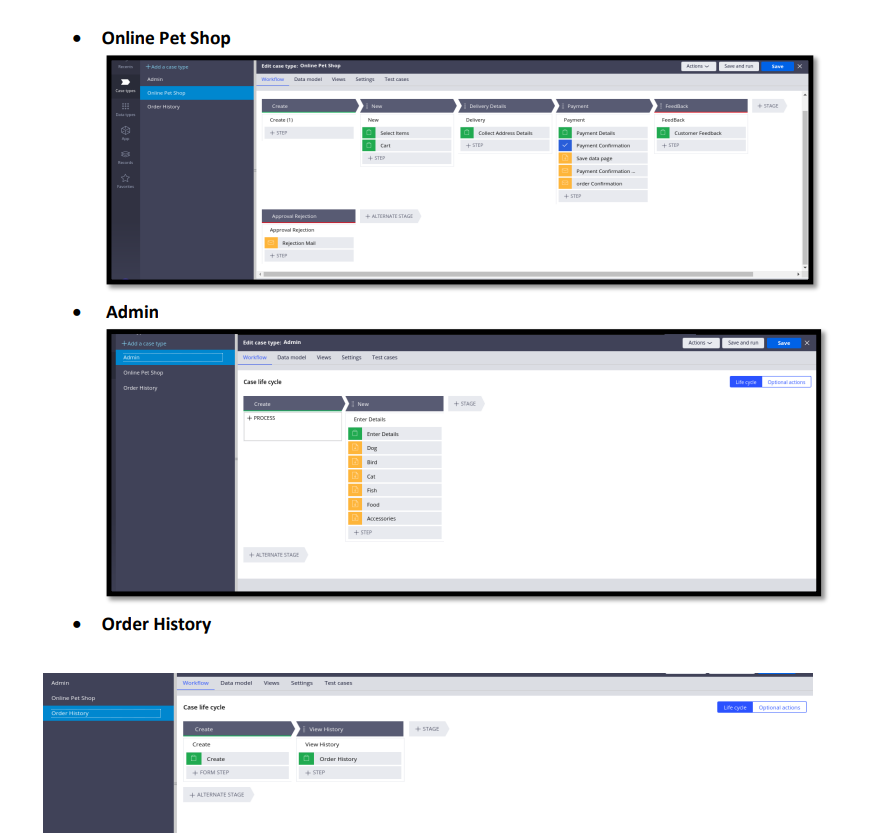 • Online Pet Shop
Recents
+ Add a case type
Edit case type: Online Pet Shop
Actions
Save and run
Save
×
Case types
Admin
Workflow Data model Views Settings Test cases
Online Pet Shop
Data types
Order History
Create New Delivery Details Payment FeedBack + STAGE
Create (1) New Delivery Payment FeedBack
+ STEP Select Items Collect Address Details Payment Details Customer Feedback
Cart + STEP Payment Confirmation + STEP
+ STEP Save data page
Payment Confirmation ...
order Confirmation
+ STEP
Records
Favorites
Approval Rejection + ALTERNATE STAGE
Approval Rejection
Rejection Mail
+ STEP
• Admin
+ Add a case type
Edit case type: Admin
Actions
Save and run
Save
×
Admin
Workflow Data model Views Settings Test cases
Online Pet Shop
Order History
Case life cycle
Life cycle Optional actions
Create New + STAGE
+ PROCESS Enter Details
Enter Details
Dog
Bird
Cat
Fish
Food
Accessories
+ STEP
+ ALTERNATE STAGE
• Order History
Admin
Workflow Data model Views Settings Test cases
Online Pet Shop
Order History
Case life cycle
Life cycle Optional actions
Create View History + STAGE
Create View History
Create Order History
+ FORM STEP + STEP
+ ALTERNATE STAGE